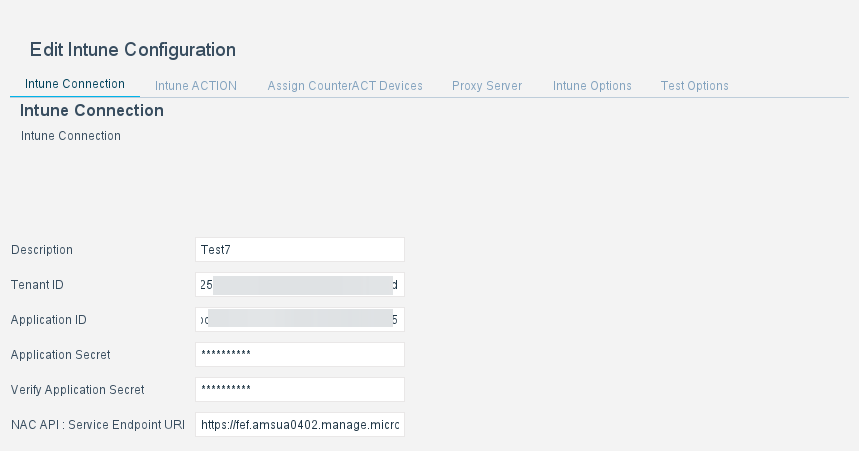 Edit Intune Configuration
Intune Connection Intune ACTION Assign CounterACT Devices Proxy Server Intune Options Test Options
Intune Connection
Intune Connection
Description Test7
Tenant ID 25 d
Application ID 5
Application Secret **********
Verify Application Secret **********
NAC API : Service Endpoint URI https://fef.amsua0402.manage.micro